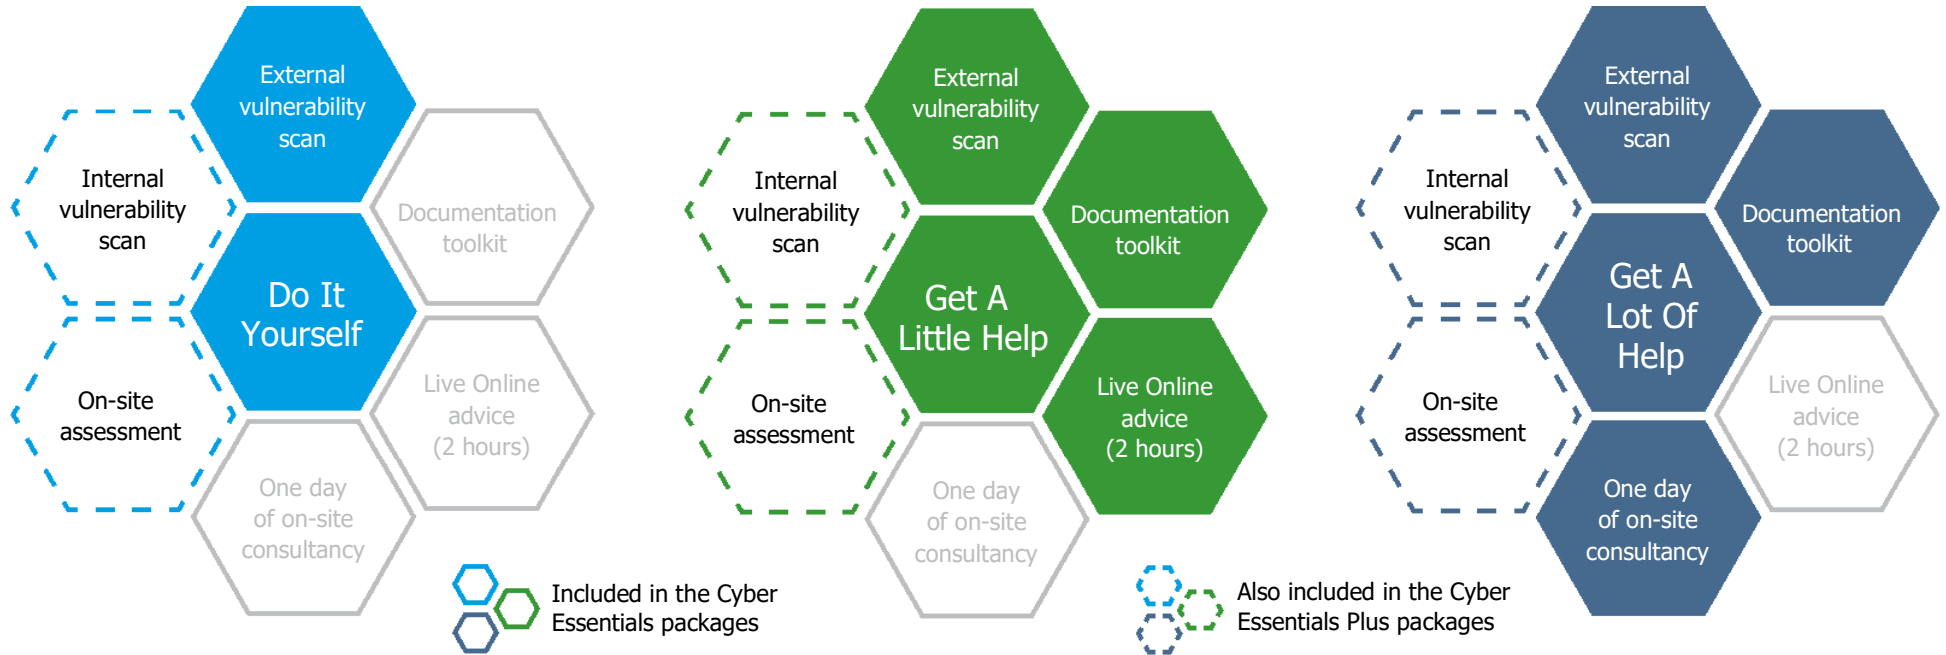 External
vulnerability
scan
Internal
vulnerability
scan
Documentation
toolkit
Do It
Yourself
On-site
assessment
Live Online
advice
(2 hours)
One day
of on-site
consultancy
External
vulnerability
scan
Internal
vulnerability
scan
Documentation
toolkit
Get A
Little Help
On-site
assessment
Live Online
advice
(2 hours)
One day
of on-site
consultancy
External
vulnerability
scan
Internal
vulnerability
scan
Documentation
toolkit
Get A
Lot Of
Help
On-site
assessment
Live Online
advice
(2 hours)
One day
of on-site
consultancy
Included in the Cyber
Essentials packages
Also included in the Cyber
Essentials Plus packages